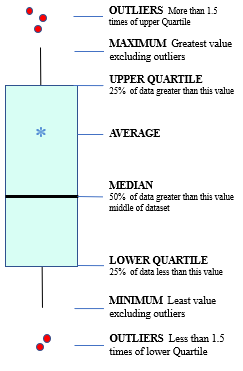 OUTLIERS More than 1.5
times of upper Quartile
MAXIMUM Greatest value
excluding outliers
UPPER QUARTILE
25% of data greater than this value
*
AVERAGE
MEDIAN
50% of data greater than this value
middle of dataset
LOWER QUARTILE
25% of data less than this value
MINIMUM Least value
excluding outliers
OUTLIERS Less than 1.5
times of lower Quartile